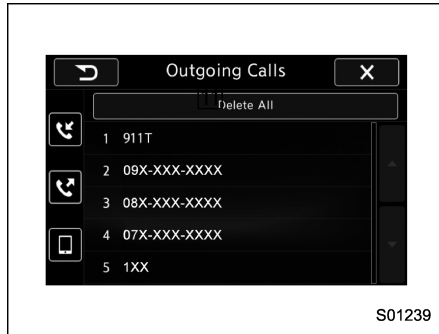 Outgoing Calls
Delete All
1 911T
2 09X-XXX-XXXX
3 08X-XXX-XXXX
4 07X-XXX-XXXX
5 1XX
S01239